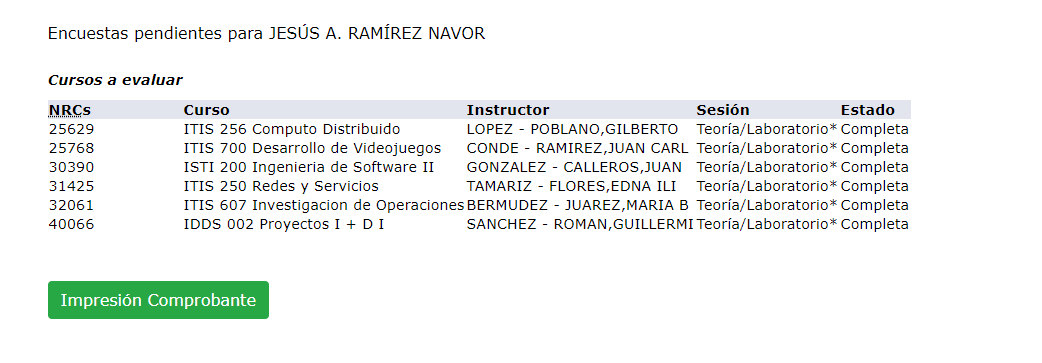 Encuestas pendientes para JESÚS A. RAMÍREZ NAVOR
Cursos a evaluar
NRCs Curso Instructor Sesión Estado
25629 ITIS 256 Computo Distribuido LOPEZ - POBLANO,GILBERTO Teoría/Laboratorio* Completa
25768 ITIS 700 Desarrollo de Videojuegos CONDE - RAMIREZ,JUAN CARL Teoría/Laboratorio* Completa
30390 ISTI 200 Ingenieria de Software II GONZALEZ - CALLEROS,JUAN Teoría/Laboratorio* Completa
31425 ITIS 250 Redes y Servicios TAMARIZ - FLORES,EDNA ILI Teoría/Laboratorio* Completa
32061 ITIS 607 Investigacion de Operaciones BERMUDEZ - JUAREZ,MARIA B Teoría/Laboratorio* Completa
40066 IDDS 002 Proyectos I + D I SANCHEZ - ROMAN,GUILLERMI Teoría/Laboratorio* Completa
Impresión Comprobante